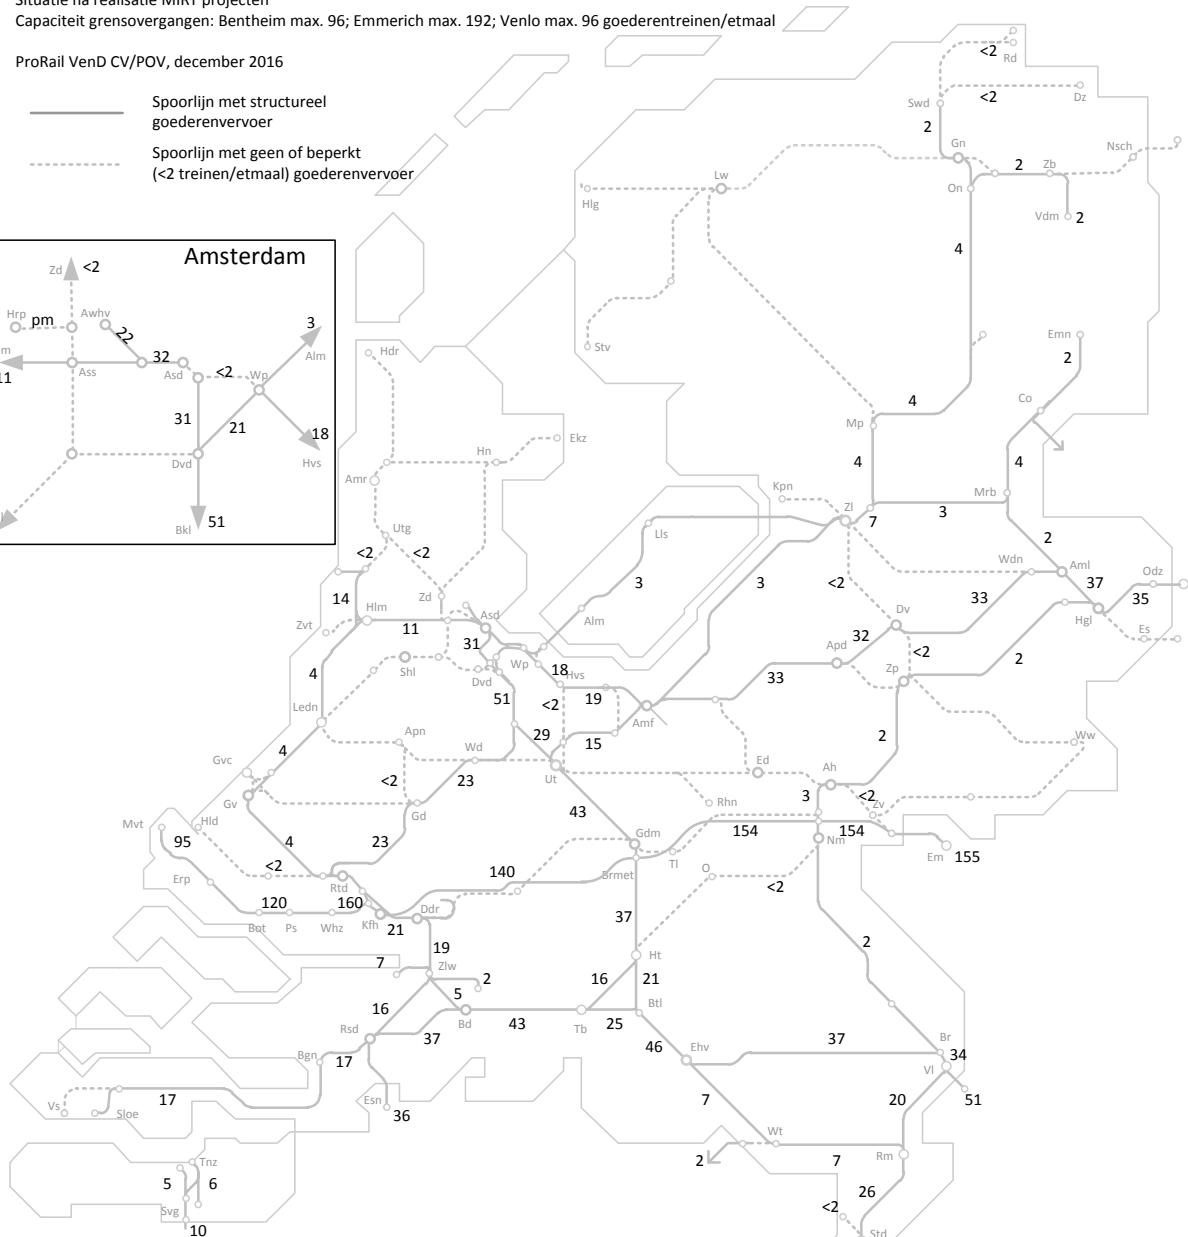 Situatie na realisatie MIRT projecten
Capaciteit grensovergangen: Bentheim max. 96; Emmerich max. 192; Venlo max. 96 goederentreinen/etmaal
ProRail VenD CV/POV, december 2016
Spoorlijn met structureel
goederenvervoer
Spoorlijn met geen of beperkt
(<2 treinen/etmaal) goederenvervoer
<2
Rd
Swd
<2
Dz
2
Gn
2
Zb
Nsch
On
Vdm
2
Lw
Hlg
4
Stv
Amsterdam
Zd
<2
Hrp
pm
Awhv
22
3
Alm
32
11
Ass
Asd
<2
Wp
31
21
18
Hvs
Dvd
Bkl
51
Hdr
Emn
2
Co
4
Mp
Ekz
Hn
Amr
4
4
Kpn
Mrb
Zl
7
3
Utg
Lls
<2
<2
2
Wdn
Aml
Odz
3
3
<2
37
35
Zd
14
Hlm
33
Hgl
Alm
Dv
Zvt
11
Asd
32
Es
31
Apd
<2
2
Shl
Wp
18
Zp
4
Dvd
Hvs
33
51
<2
19
Ledn
Amf
Apn
29
15
2
Ww
Wd
Gvc
<2
23
Ut
Ed
Ah
3
<2
Gv
Gd
Rhn
Zv
Mvt
Hld
43
95
4
23
Gdm
154
154
Nm
Em
155
<2
140
Tl
Erp
Rtd
Brmet
O
<2
120
160
Ddr
Bot
Ps
Whz
Kfh
21
37
19
2
Ht
7
Zlw
2
16
21
16
5
Btl
Rsd
37
Bd
43
Tb
25
46
37
Br
34
Bgn
17
Ehv
Vl
17
51
Vs
Sloe
Esn
36
7
20
Wt
2
7
Rm
Tnz
5
6
26
Svg
<2
10
Std